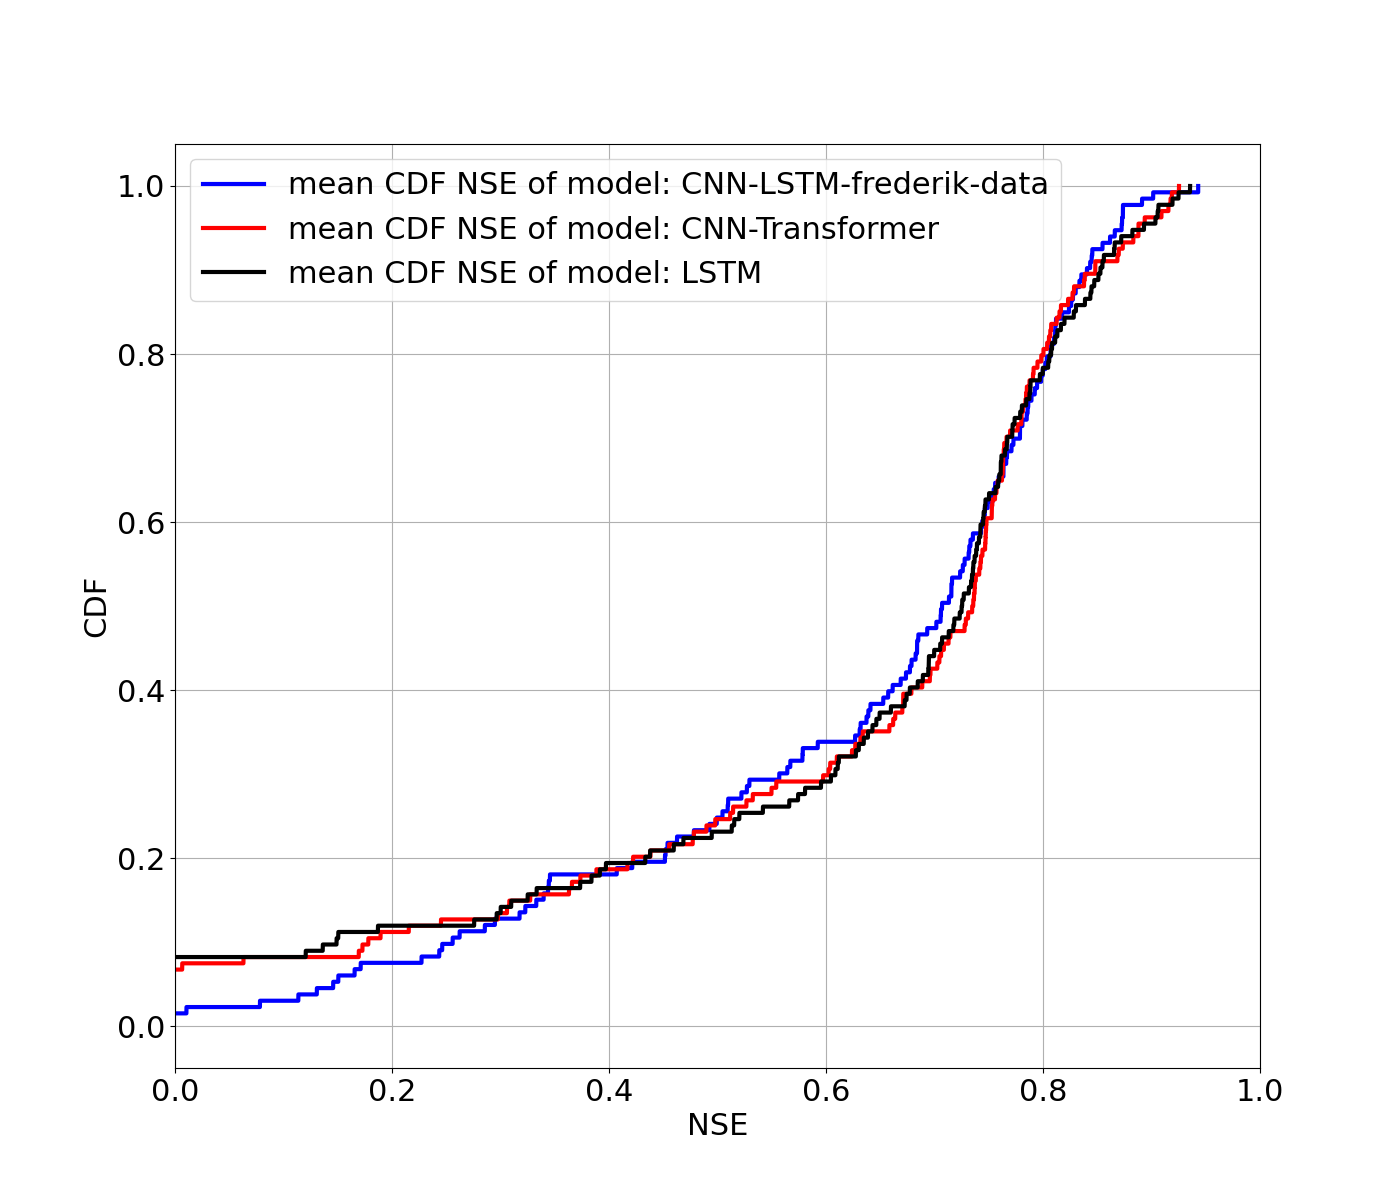 mean CDF NSE of model: CNN-LSTM-frederik-data
mean CDF NSE of model: CNN-Transformer
mean CDF NSE of model: LSTM
1.0
0.8
0.6
0.4
0.2
0.0
CDF
0.0 0.2 0.4 0.6 0.8 1.0
NSE